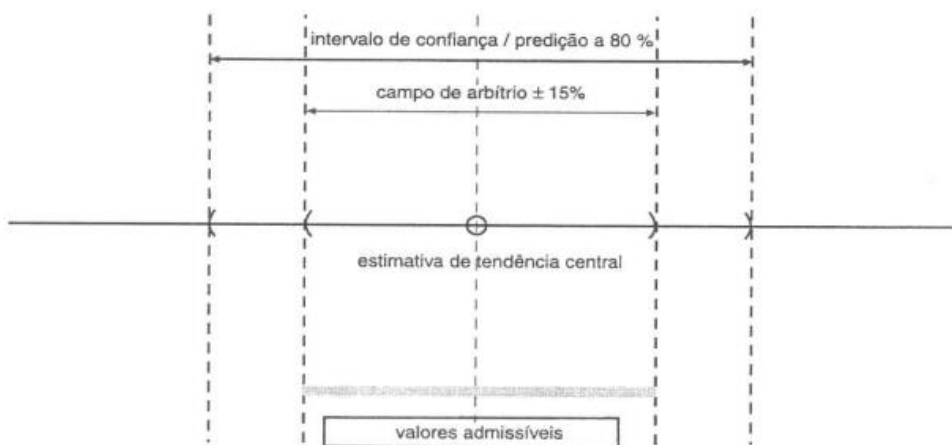 intervalo de confiança / predição a 80 %
campo de arbítrio ± 15%
estimativa de tendência central
valores admissíveis